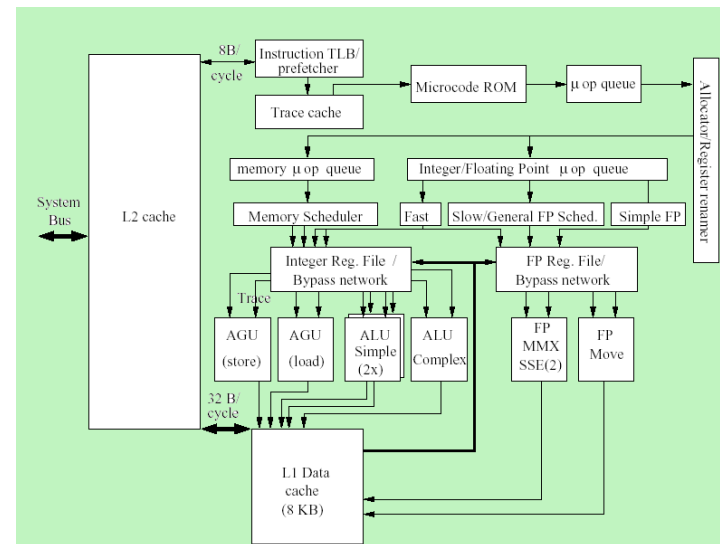 8B/
cycle
Instruction TLB/
prefetcher
Trace cache
Microcode ROM
μ op queue
Allocator/Register renamer
memory μ op queue
Integer/Floating Point μ op queue
System
Bus
L2 cache
Memory Scheduler
Fast
Slow/General FP Sched.
Simple FP
Integer Reg. File /
Bypass network
FP Reg. File/
Bypass network
Trace
AGU
(store)
AGU
(load)
ALU
Simple
(2x)
ALU
Complex
FP
MMX
SSE(2)
FP
Move
32 B/
cycle
L1 Data
cache
(8 KB)